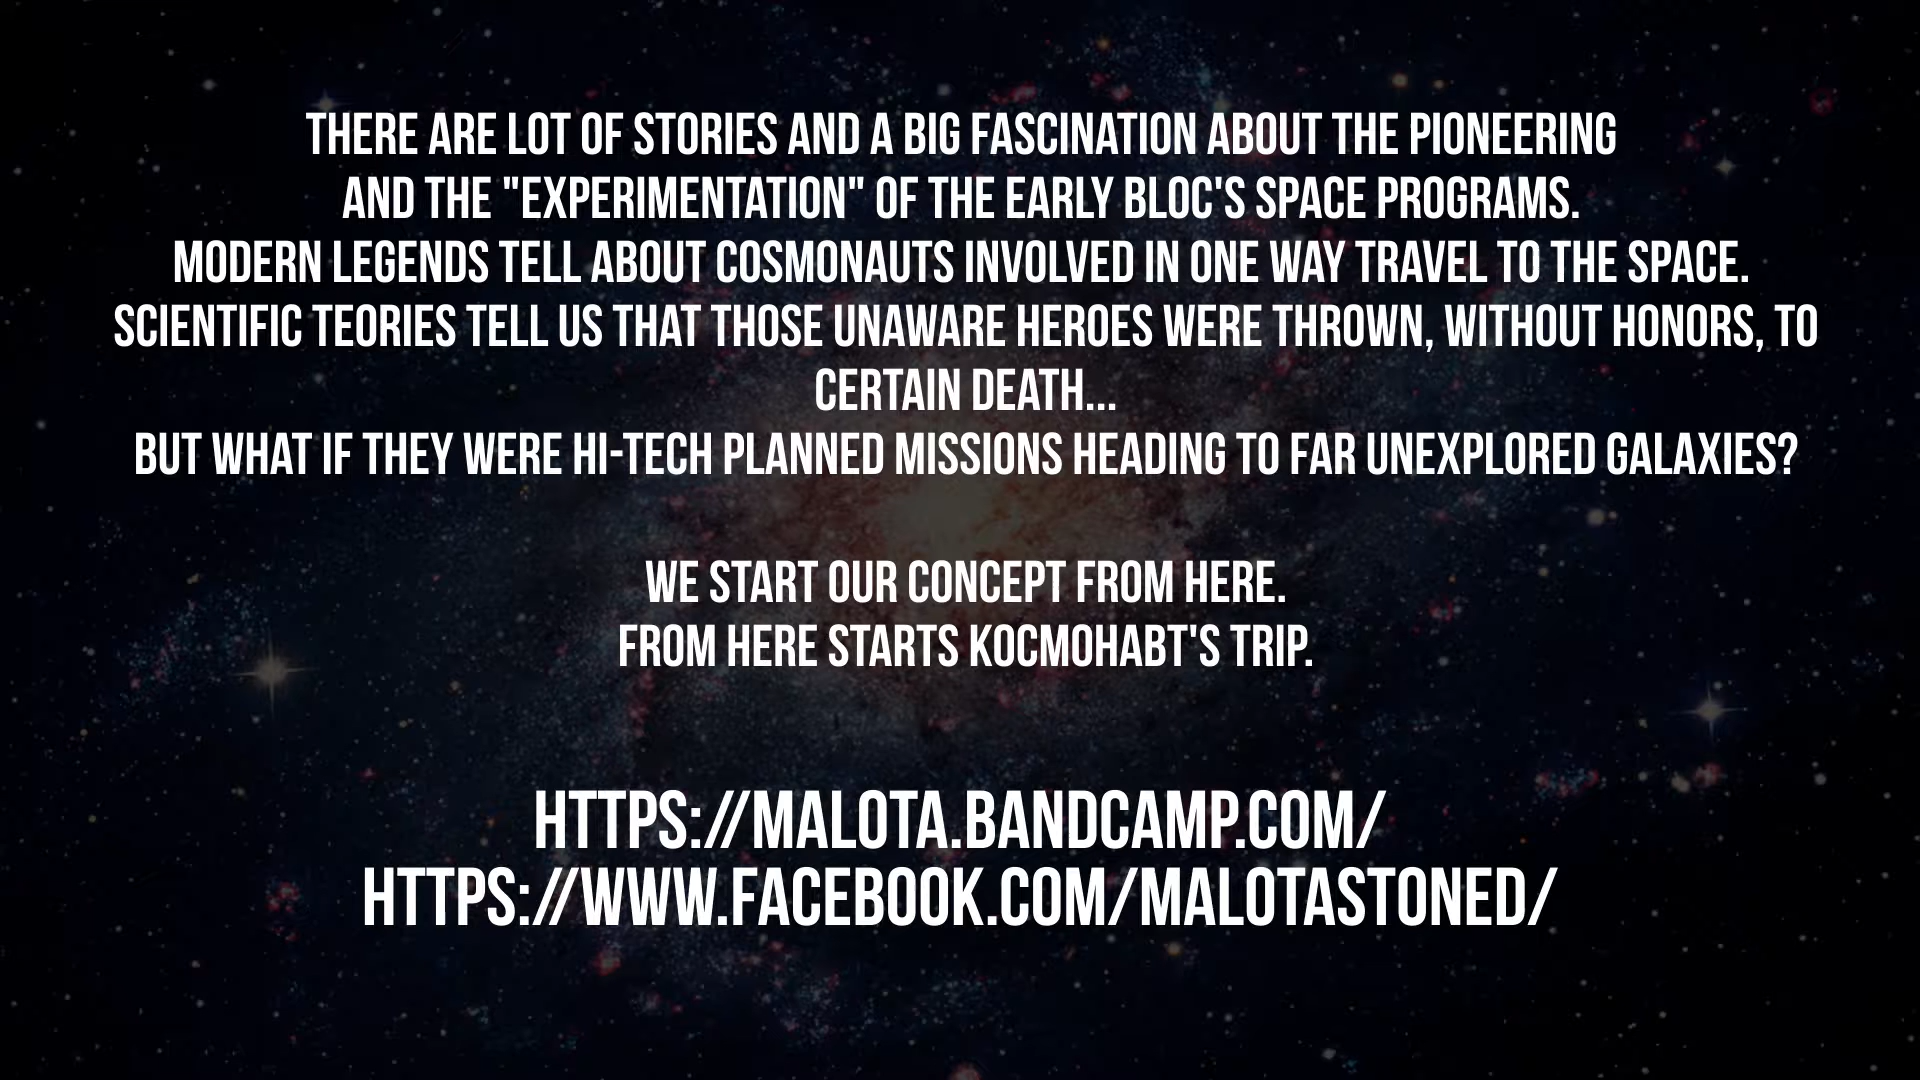 THERE ARE LOT OF STORIES AND A BIG FASCINATION ABOUT THE PIONEERING
AND THE "EXPERIMENTATION" OF THE EARLY BLOC'S SPACE PROGRAMS.
MODERN LEGENDS TELL ABOUT COSMONAUTS INVOLVED IN ONE WAY TRAVEL TO THE SPACE.
SCIENTIFIC TEORIES TELL US THAT THOSE UNAWARE HEROES WERE THROWN, WITHOUT HONORS, TO
CERTAIN DEATH...
BUT WHAT IF THEY WERE HI-TECH PLANNED MISSIONS HEADING TO FAR UNEXPLORED GALAXIES?
WE START OUR CONCEPT FROM HERE.
FROM HERE STARTS KOCMOHABT'S TRIP.
HTTPS://MALOTA.BANDCAMP.COM/
HTTPS://WWW.FACEBOOK.COM/MALOTASTONED/